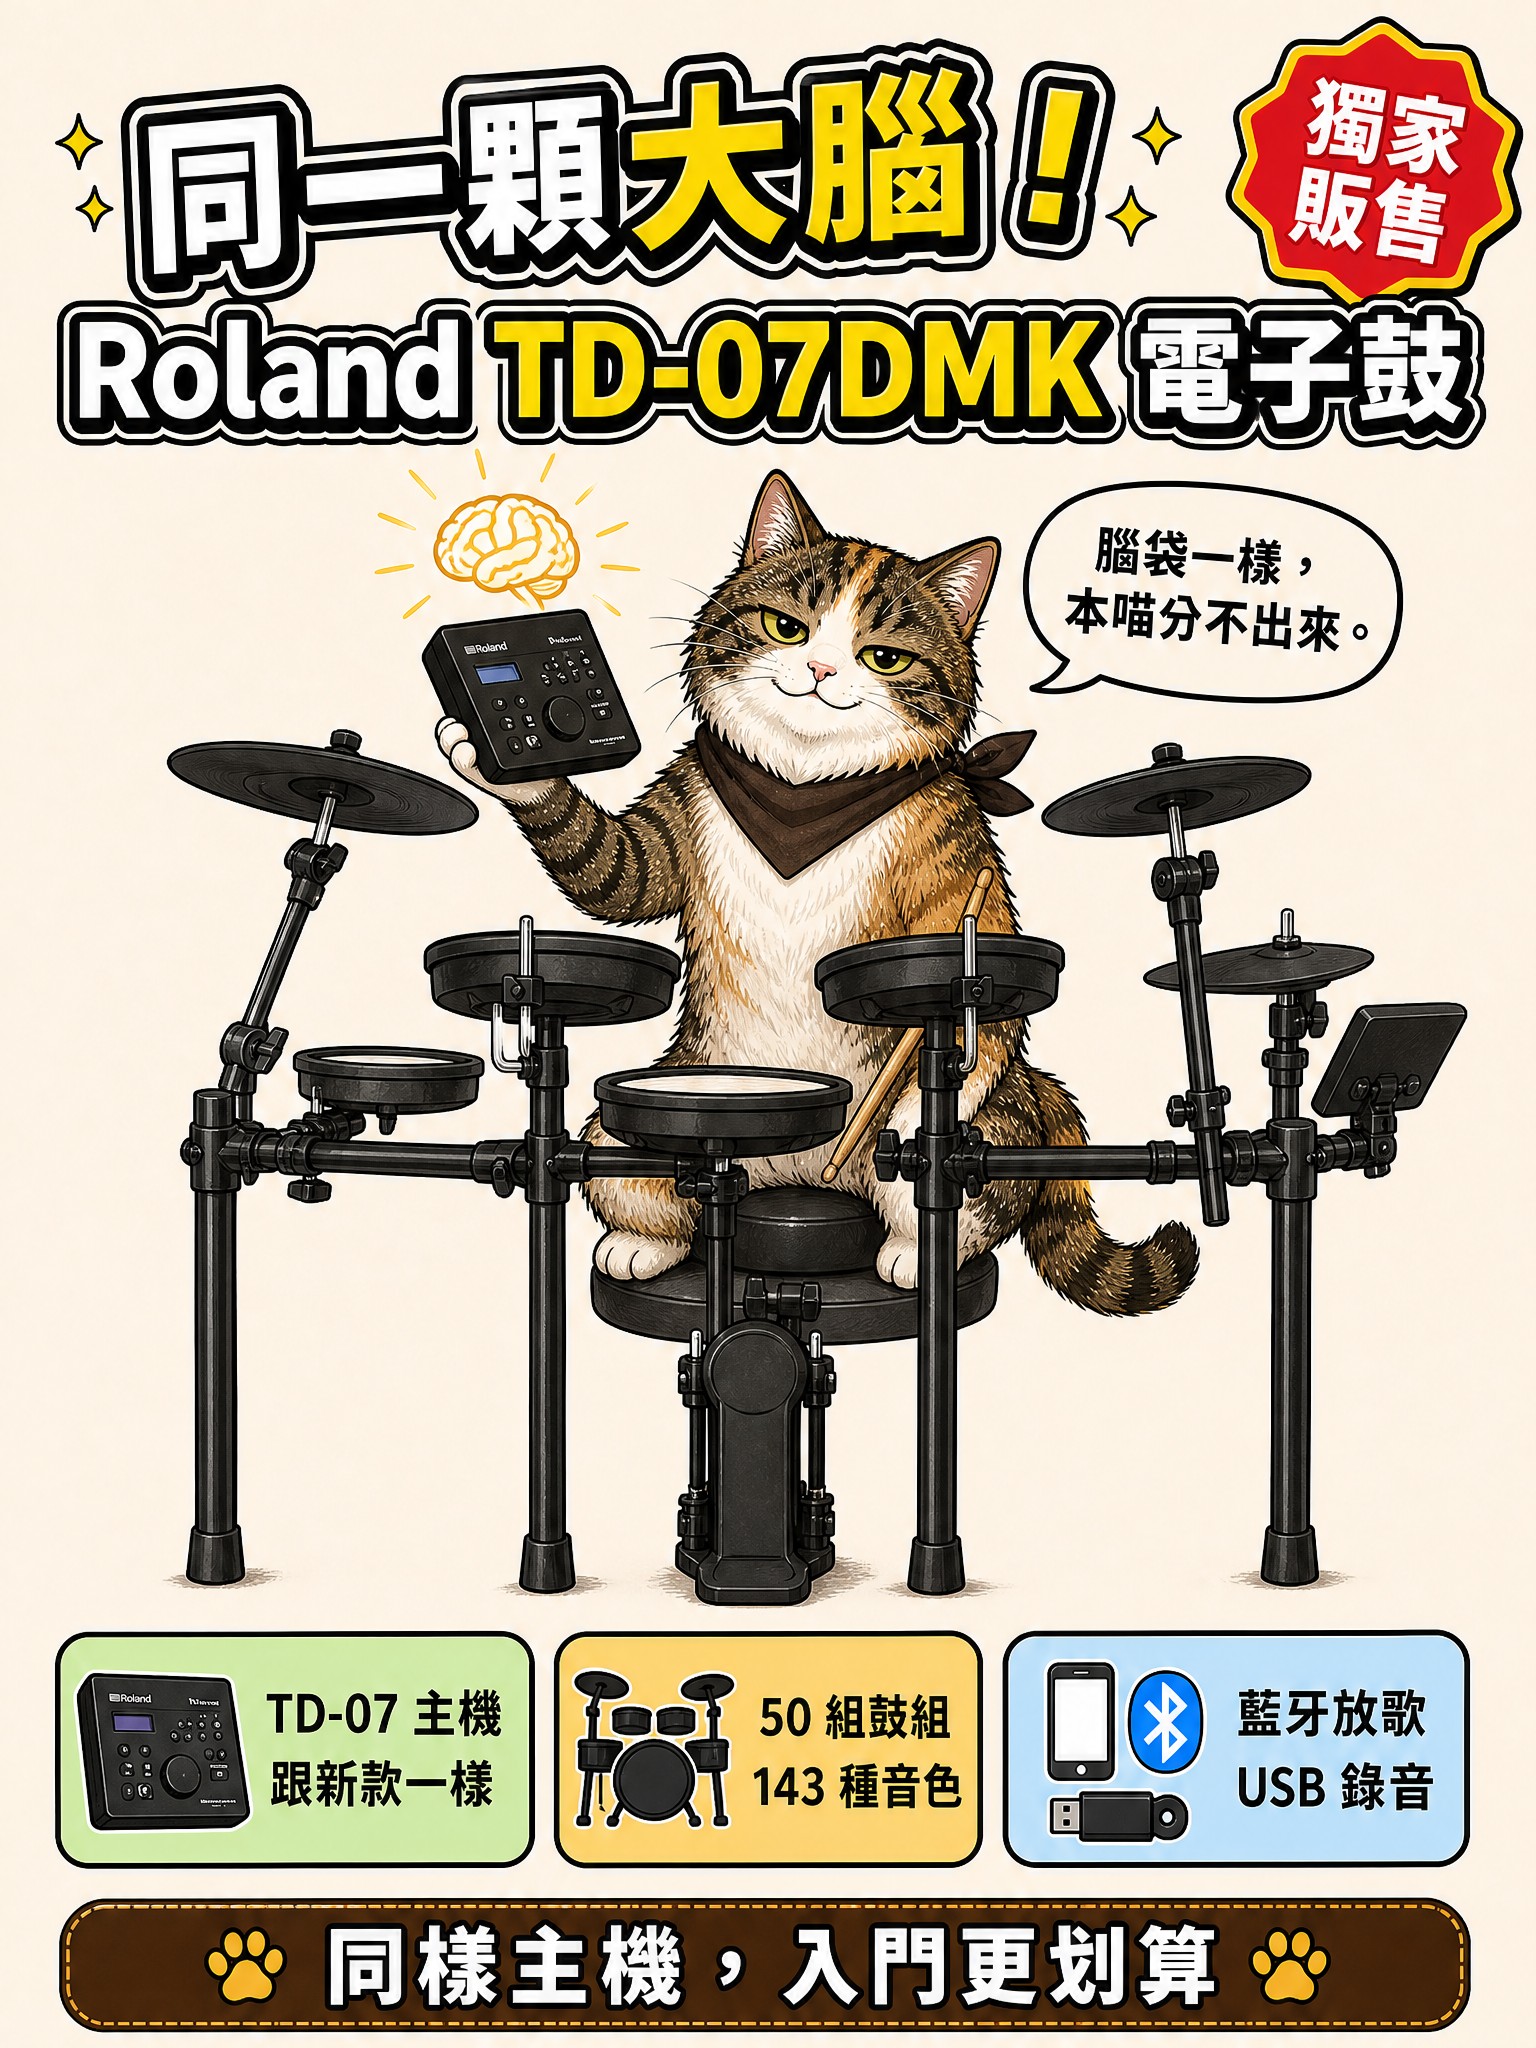 同一顆大腦！
獨家
販售
Roland TD-07DMK 電子鼓
腦袋一樣，
本喵分不出來。
Roland
Roland
TD-07 主機
跟新款一樣
50 組鼓組
143 種音色
藍牙放歌
USB 錄音
同樣主機，入門更划算